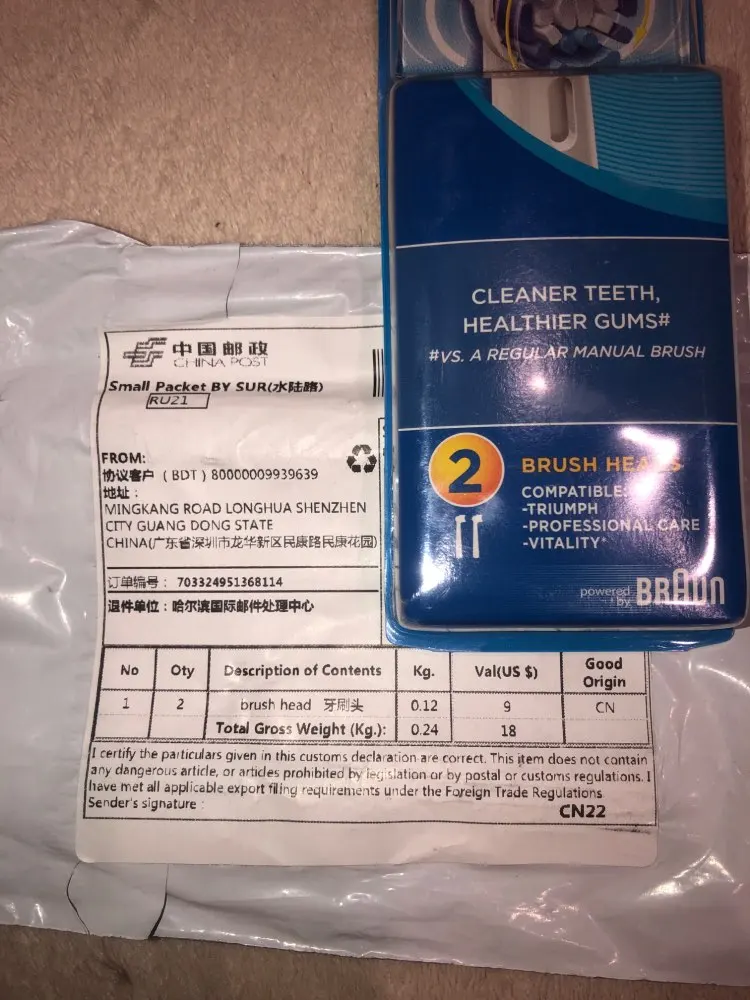 CLEANER TEETH,
HEALTHIER GUMS#
#VS. A REGULAR MANUAL BRUSH
2
BRUSH HEADS
COMPATIBLE:
-TRIUMPH
-PROFESSIONAL CARE
-VITALITY*
powered by BRAUN
中国邮政
CHINA POST
Small Packet BY SUR(水陆路)
RU21
FROM:
协议客户 （BDT）80000009939639
地址：
MINGKANG ROAD LONGHUA SHENZHEN
CITY GUANG DONG STATE
CHINA(广东省深圳市龙华新区民康路民康花园)
订单编号： 703324951368114
退件单位：哈尔滨国际邮件处理中心
No Qty Description of Contents Kg. Val(US $) Good Origin
1 2 brush head 牙刷头 0.12 9 CN
Total Gross Weight (Kg.): 0.24 18
I certify the particulars given in this customs declaration are correct. This item does not contain
any dangerous article, or articles prohibited by legislation or by postal or customs regulations. I
have met all applicable export filing requirements under the Foreign Trade Regulations
Sender's signature :
CN22